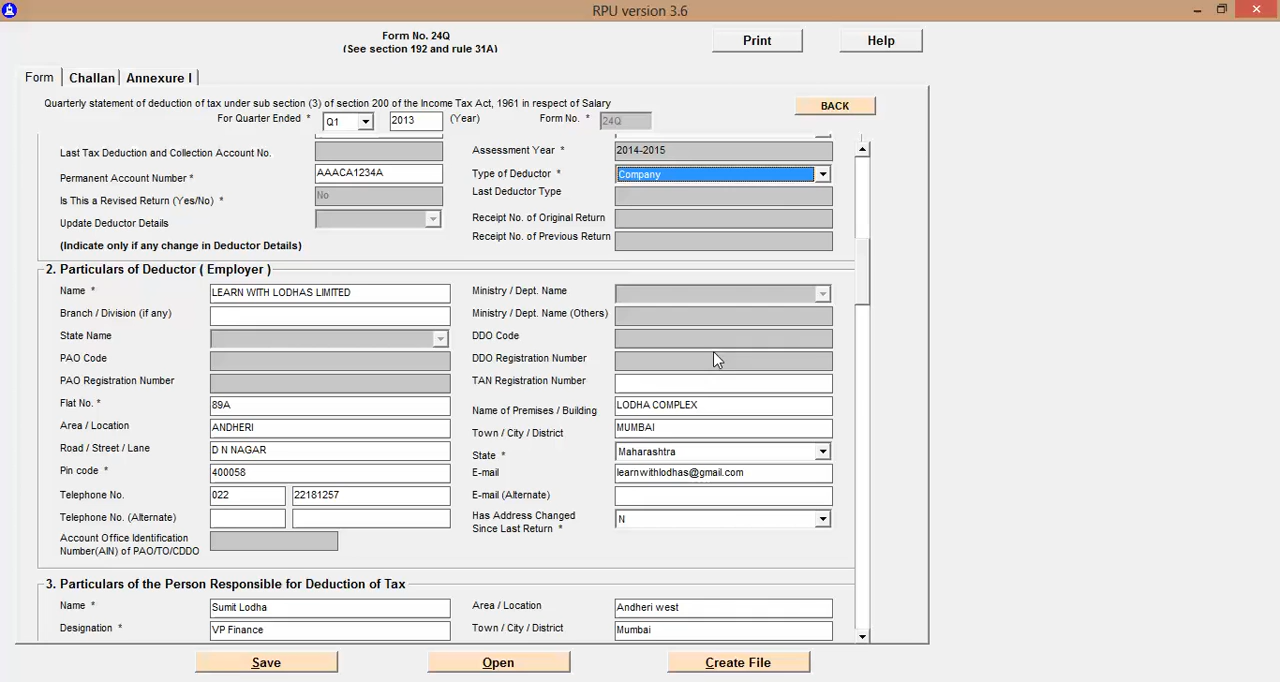 RPU version 3.6
Form No. 24Q
(See section 192 and rule 31A)
Print
Help
Form
Challan
Annexure I
Quarterly statement of deduction of tax under sub section (3) of section 200 of the Income Tax Act, 1961 in respect of Salary
BACK
For Quarter Ended * Q1 2013 (Year) Form No. * 24Q
Last Tax Deduction and Collection Account No.
Assessment Year * 2014-2015
Permanent Account Number * AAACA1234A
Type of Deductor * Company
Is This a Revised Return (Yes/No) * No
Last Deductor Type
Update Deductor Details
Receipt No. of Original Return
(Indicate only if any change in Deductor Details)
Receipt No. of Previous Return
2. Particulars of Deductor ( Employer )
Name * LEARN WITH LODHAS LIMITED
Ministry / Dept. Name
Branch / Division (if any)
Ministry / Dept. Name (Others)
State Name
DDO Code
PAO Code
DDO Registration Number
PAO Registration Number
TAN Registration Number
Flat No. * 89A
Name of Premises / Building LODHA COMPLEX
Area / Location ANDHERI
Town / City / District MUMBAI
Road / Street / Lane D N NAGAR
State * Maharashtra
Pin code * 400058
E-mail learnwithlodhas@gmail.com
Telephone No. 022 22181257
E-mail (Alternate)
Telephone No. (Alternate)
Has Address Changed
Since Last Return * N
Account Office Identification
Number(AIN) of PAO/TO/CDDO
3. Particulars of the Person Responsible for Deduction of Tax
Name * Sumit Lodha
Area / Location Andheri west
Designation * VP Finance
Town / City / District Mumbai
Save
Open
Create File